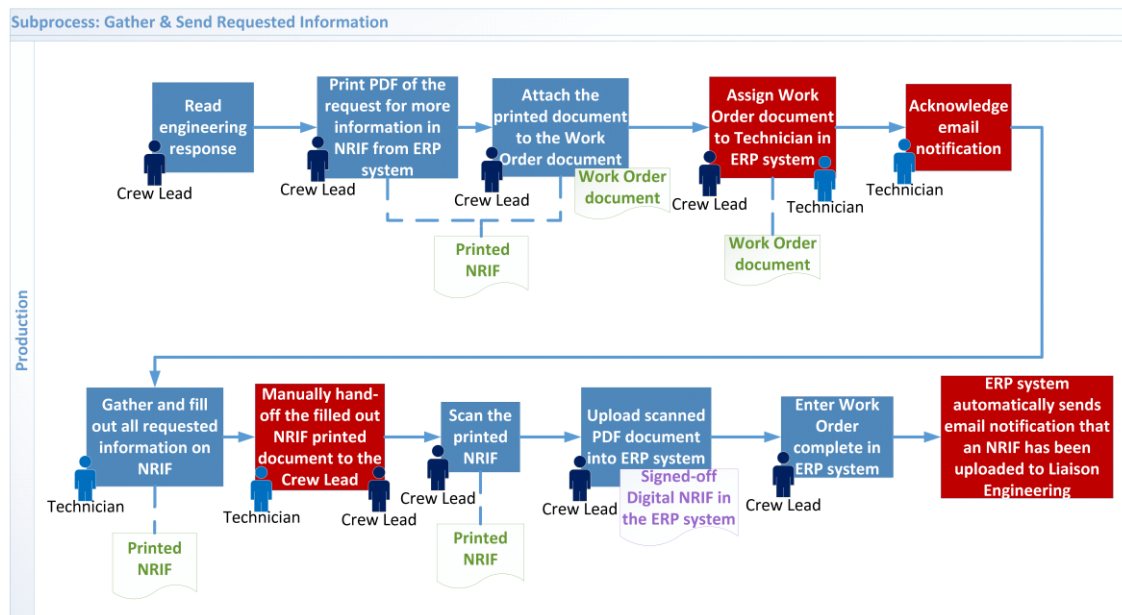 Subprocess: Gather & Send Requested Information
Production
Read
engineering
response
Crew Lead
Print PDF of the
request for more
information in
NRIF from ERP
system
Crew Lead
Attach the
printed document
to the Work
Order document
Crew Lead
Work Order
document
Printed
NRIF
Assign Work
Order document
to Technician in
ERP system
Crew Lead
Technician
Work Order
document
Acknowledge
email
notification
Technician
Gather and fill
out all requested
information on
NRIF
Technician
Printed
NRIF
Manually hand-
off the filled out
NRIF printed
document to the
Crew Lead
Technician
Crew Lead
Scan the
printed
NRIF
Crew Lead
Printed
NRIF
Upload scanned
PDF document
into ERP system
Crew Lead
Signed-off
Digital NRIF in
the ERP system
Enter Work
Order
complete in
ERP system
Crew Lead
ERP system
automatically sends
email notification that
an NRIF has been
uploaded to Liaison
Engineering